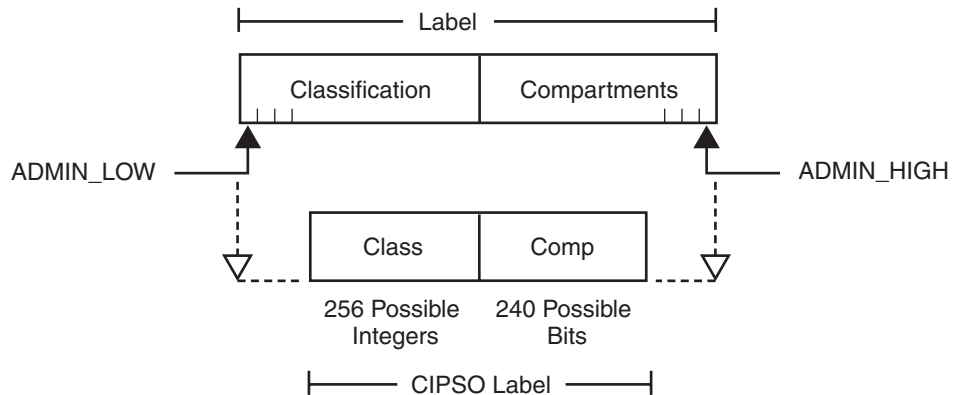 Label
Classification
Compartments
ADMIN_LOW
ADMIN_HIGH
Class
Comp
256 Possible
Integers
240 Possible
Bits
CIPSO Label